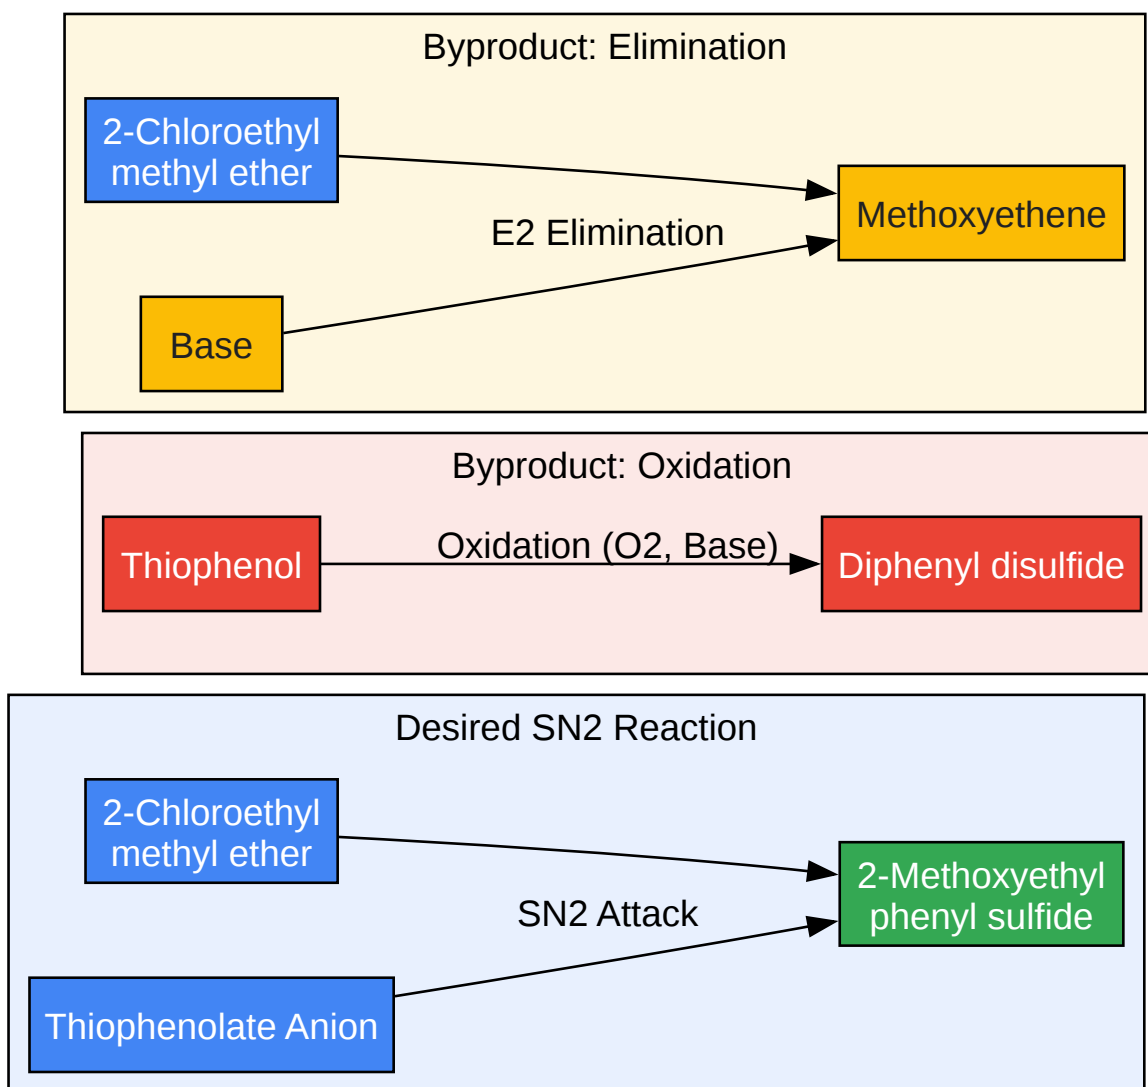 Byproduct: Elimination
2-Chloroethyl
methyl ether
E2 Elimination
Methoxyethene
Base
Byproduct: Oxidation
Thiophenol
Oxidation (O2, Base)
Diphenyl disulfide
Desired SN2 Reaction
2-Chloroethyl
methyl ether
SN2 Attack
2-Methoxyethyl
phenyl sulfide
Thiophenolate Anion